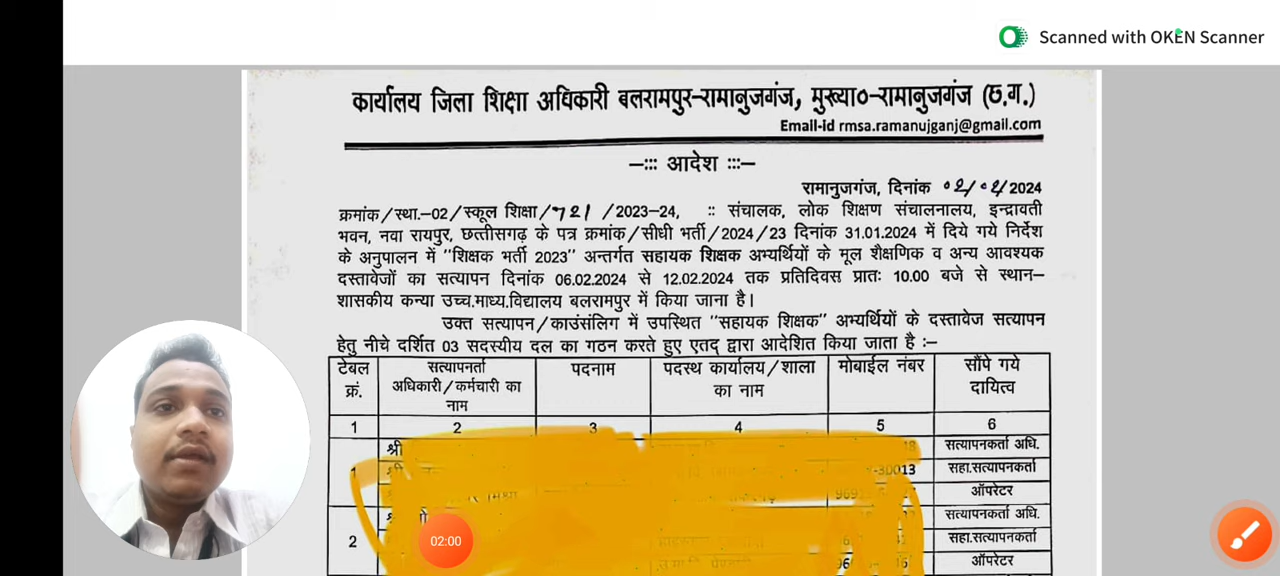 Scanned with OKEN Scanner
कार्यालय जिला शिक्षा अधिकारी बलरामपुर-रामानुजगंज, मुख्या०-रामानुजगंज (छ.ग.)
Email-id rmsa.ramanujganj@gmail.com
–::: आदेश :::–
रामानुजगंज, दिनांक ०2/०2/2024
क्रमांक/स्था.–02/स्कूल शिक्षा/721/2023–24, :: संचालक, लोक शिक्षण संचालनालय, इन्द्रावती
भवन, नवा रायपुर, छत्तीसगढ़ के पत्र क्रमांक/सीधी भर्ती/2024/23 दिनांक 31.01.2024 में दिये गये निर्देश
के अनुपालन में "शिक्षक भर्ती 2023" अन्तर्गत सहायक शिक्षक अभ्यर्थियों के मूल शैक्षणिक व अन्य आवश्यक
दस्तावेजों का सत्यापन दिनांक 06.02.2024 से 12.02.2024 तक प्रतिदिवस प्रातः 10.00 बजे से स्थान–
शासकीय कन्या उच्च.माध्य.विद्यालय बलरामपुर में किया जाना है।
उक्त सत्यापन/काउंसलिग में उपस्थित "सहायक शिक्षक" अभ्यर्थियों के दस्तावेज सत्यापन
हेतु नीचे दर्शित 03 सदस्यीय दल का गठन करते हुए एतद् द्वारा आदेशित किया जाता है :–
टेबल क्रं. सत्यापनर्ता अधिकारी/कर्मचारी का नाम पदनाम पदस्थ कार्यालय/शाला का नाम मोबाईल नंबर सौंपे गये दायित्व
1 2 3 4 5 6
श्री सत्यापनकर्ता अधि.
सहा.सत्यापनकर्ता
ऑपरेटर
सत्यापनकर्ता अधि.
2 सहा.सत्यापनकर्ता
ऑपरेटर
02:00